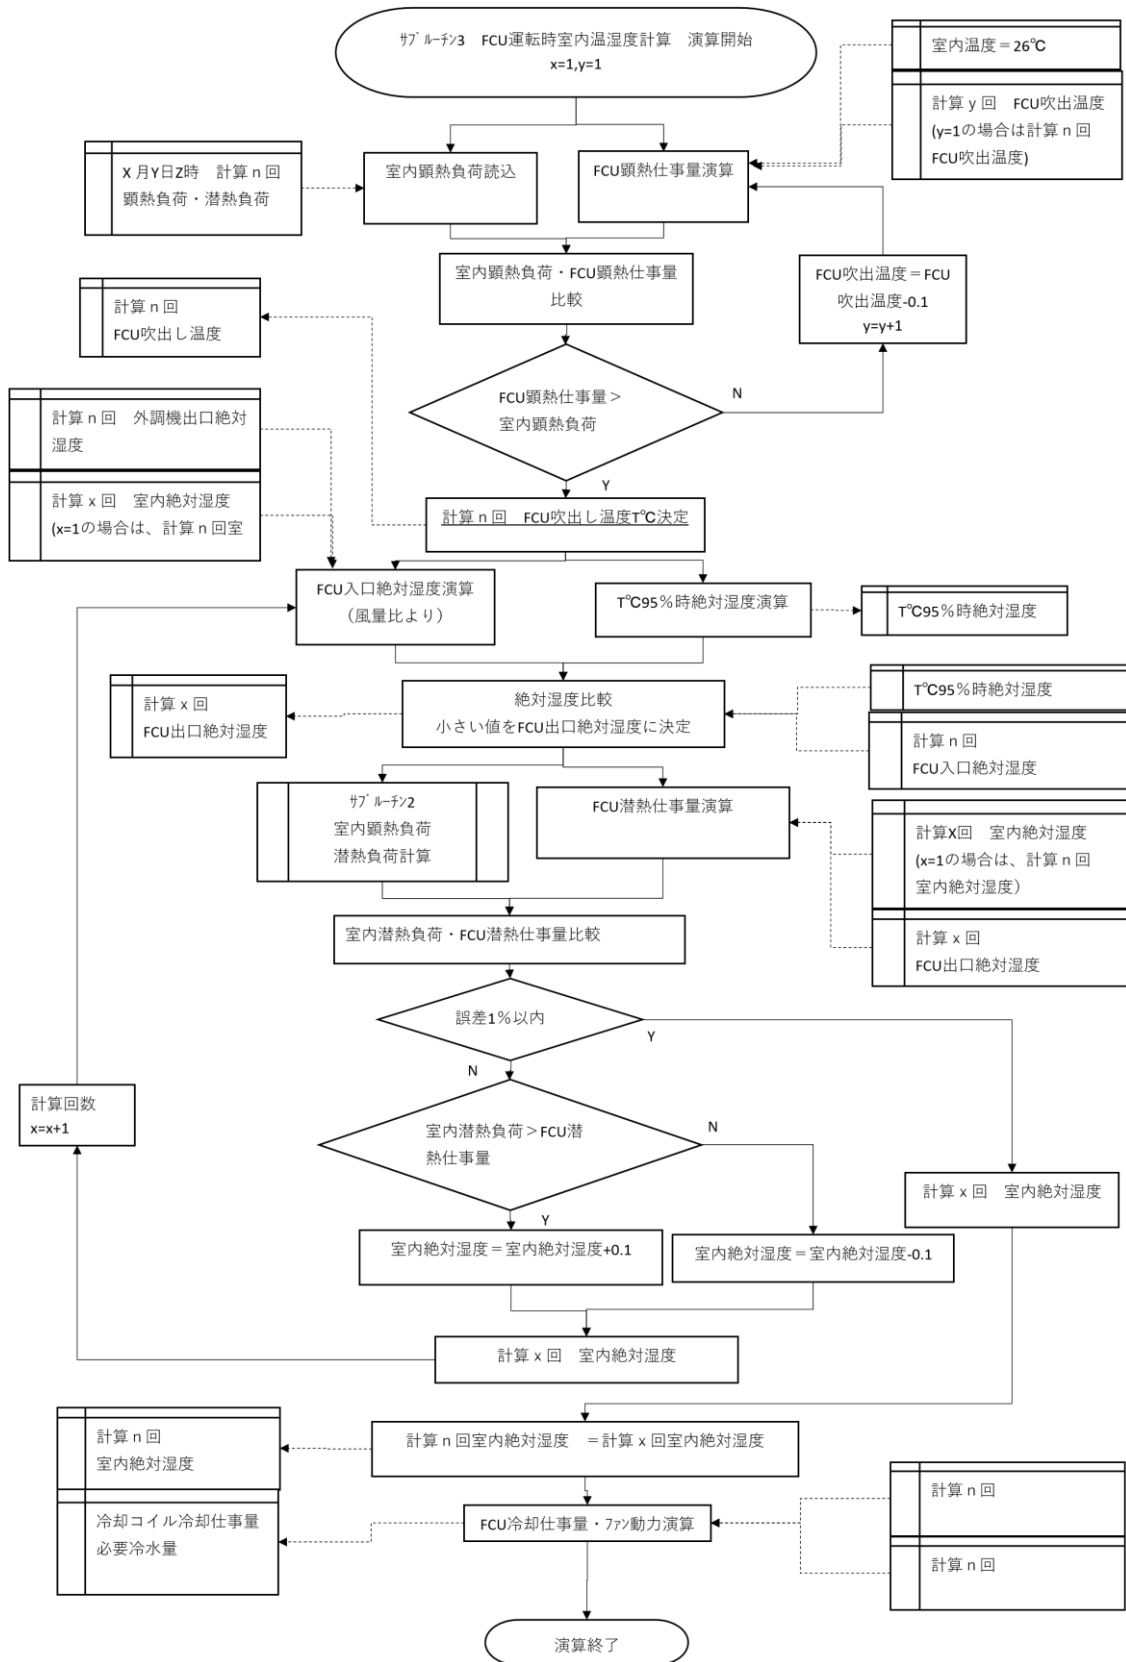 ｻﾌﾞﾙｰﾁﾝ3　FCU運転時室内温湿度計算　演算開始
x=1,y=1
室内温度＝26℃
計算 y 回　FCU吹出温度
(y=1の場合は計算 n 回
FCU吹出温度)
X 月Y日Z時　計算 n 回
顕熱負荷・潜熱負荷
室内顕熱負荷読込
FCU顕熱仕事量演算
室内顕熱負荷・FCU顕熱仕事量
比較
FCU吹出温度＝FCU
吹出温度-0.1
y=y+1
計算 n 回
FCU吹出し温度
FCU顕熱仕事量＞
室内顕熱負荷
N
Y
計算 n 回　外調機出口絶対
湿度
計算 x 回　室内絶対湿度
(x=1の場合は、計算 n 回室
計算 n 回　FCU吹出し温度T℃決定
FCU入口絶対湿度演算
（風量比より）
T℃95％時絶対湿度演算
T℃95％時絶対湿度
計算 x 回
FCU出口絶対湿度
絶対湿度比較
小さい値をFCU出口絶対湿度に決定
T℃95％時絶対湿度
計算 n 回
FCU入口絶対湿度
ｻﾌﾞﾙｰﾁﾝ2
室内顕熱負荷
潜熱負荷計算
FCU潜熱仕事量演算
計算X回　室内絶対湿度
(x=1の場合は、計算 n 回
室内絶対湿度）
計算 x 回
FCU出口絶対湿度
室内潜熱負荷・FCU潜熱仕事量比較
誤差1％以内
Y
N
計算回数
x=x+1
室内潜熱負荷＞FCU潜
熱仕事量
N
Y
計算 x 回　室内絶対湿度
室内絶対湿度＝室内絶対湿度+0.1
室内絶対湿度＝室内絶対湿度-0.1
計算 x 回　室内絶対湿度
計算 n 回
室内絶対湿度
計算 n 回室内絶対湿度　＝計算 x 回室内絶対湿度
冷却コイル冷却仕事量
必要冷水量
FCU冷却仕事量・ﾌｧﾝ動力演算
計算 n 回
計算 n 回
演算終了